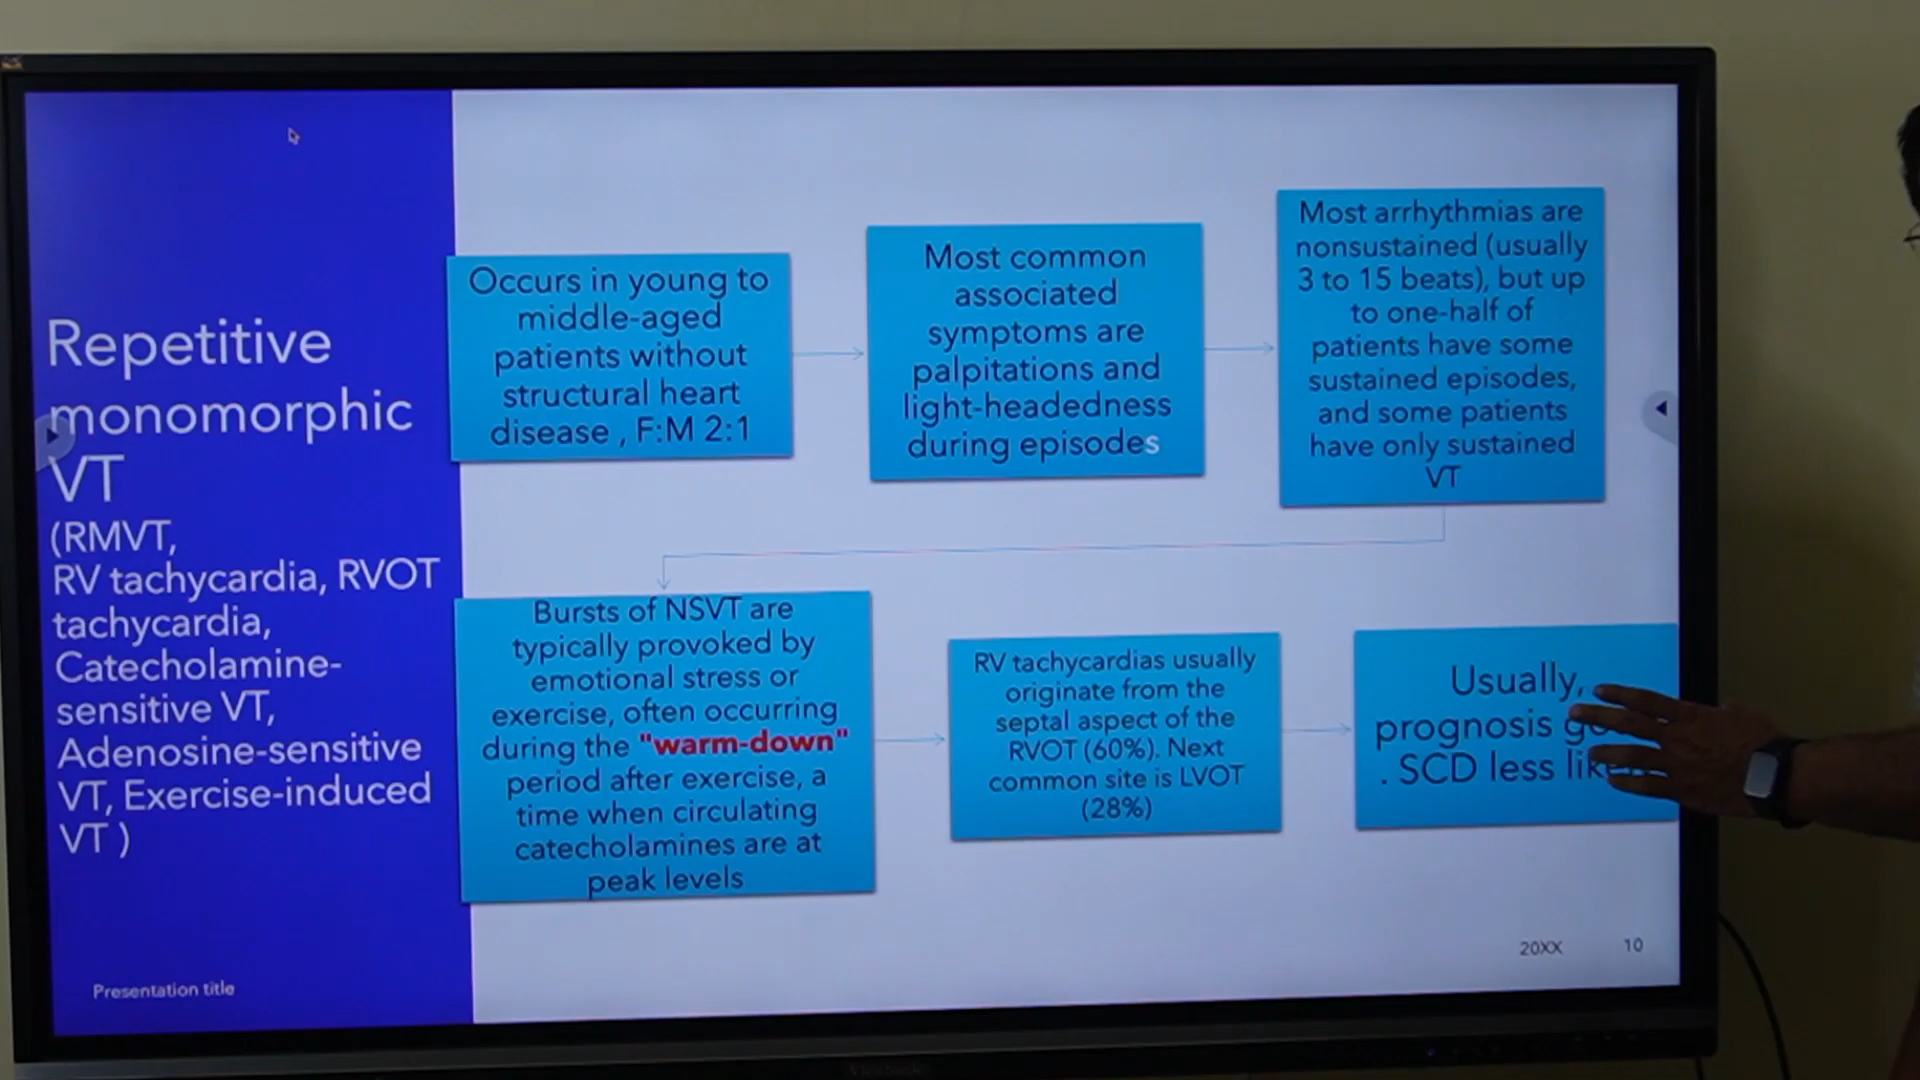 Repetitive
monomorphic
VT
(RMVT,
RV tachycardia, RVOT
tachycardia,
Catecholamine-
sensitive VT,
Adenosine-sensitive
VT, Exercise-induced
VT )
Occurs in young to
middle-aged
patients without
structural heart
disease , F:M 2:1
Most common
associated
symptoms are
palpitations and
light-headedness
during episodes
Most arrhythmias are
nonsustained (usually
3 to 15 beats), but up
to one-half of
patients have some
sustained episodes,
and some patients
have only sustained
VT
Bursts of NSVT are
typically provoked by
emotional stress or
exercise, often occurring
during the "warm-down"
period after exercise, a
time when circulating
catecholamines are at
peak levels
RV tachycardias usually
originate from the
septal aspect of the
RVOT (60%). Next
common site is LVOT
(28%)
Usually,
prognosis
. SCD less
Presentation title
20XX
10